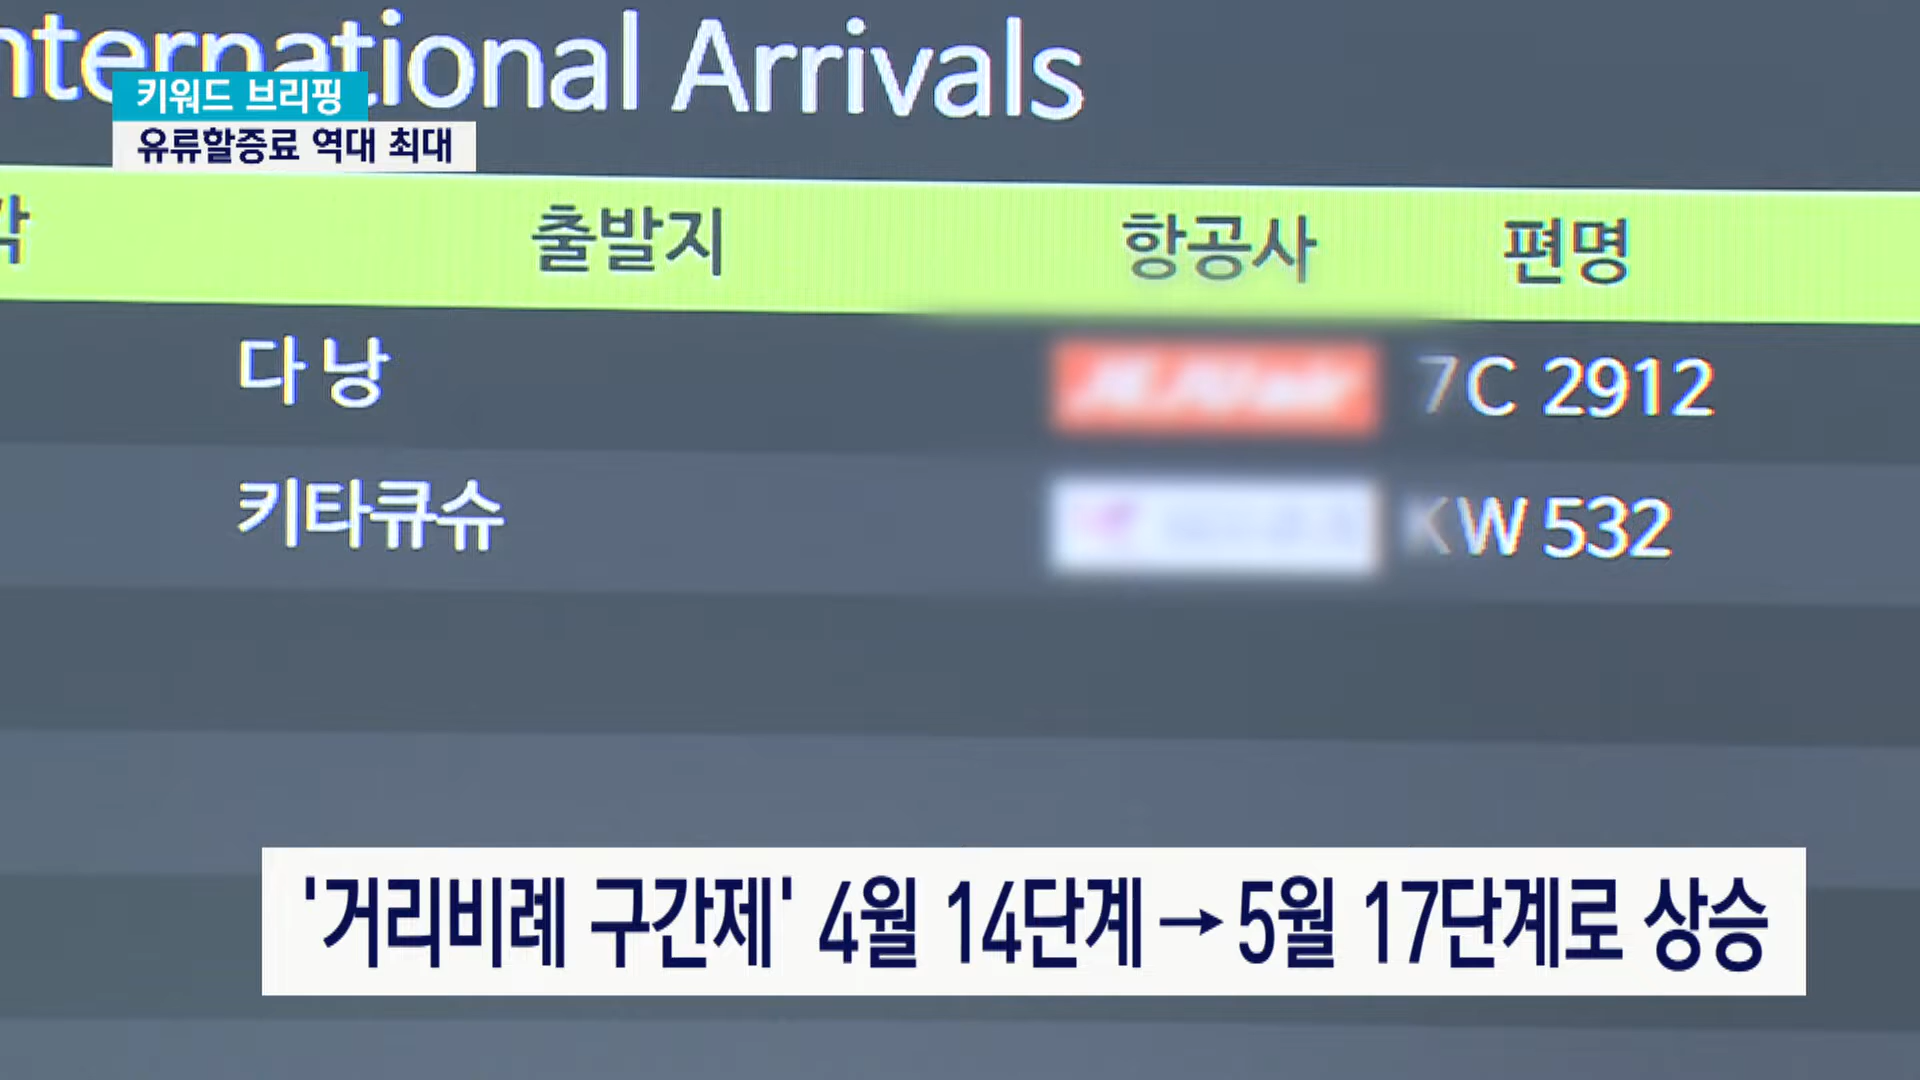 International Arrivals
키워드 브리핑
유류할증료 역대 최대
출발지 항공사 편명
다낭 7C 2912
키타큐슈 KW 532
'거리비례 구간제' 4월 14단계→5월 17단계로 상승